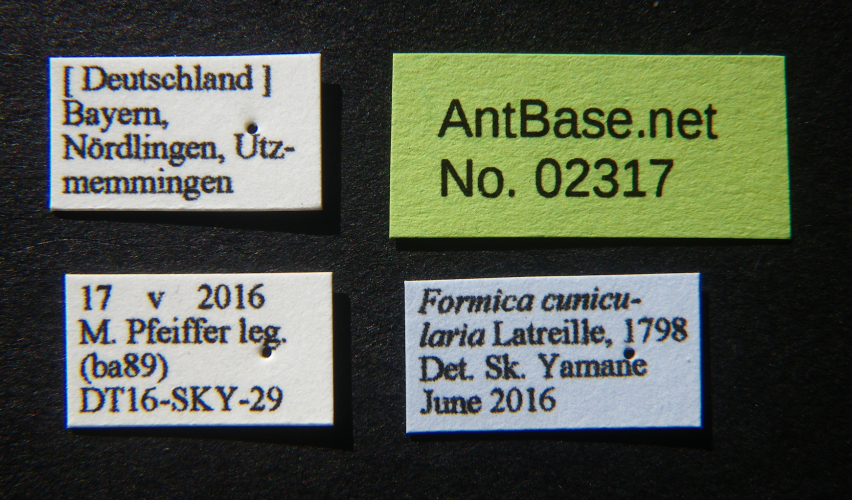 [ Deutschland ]
Bayern,
Nördlingen, Utz-
memmingen
AntBase.net
No. 02317
17 v 2016
M. Pfeiffer leg.
(ba89)
DT16-SKY-29
Formica cunicu-
laria Latreille, 1798
Det. Sk. Yamane
June 2016